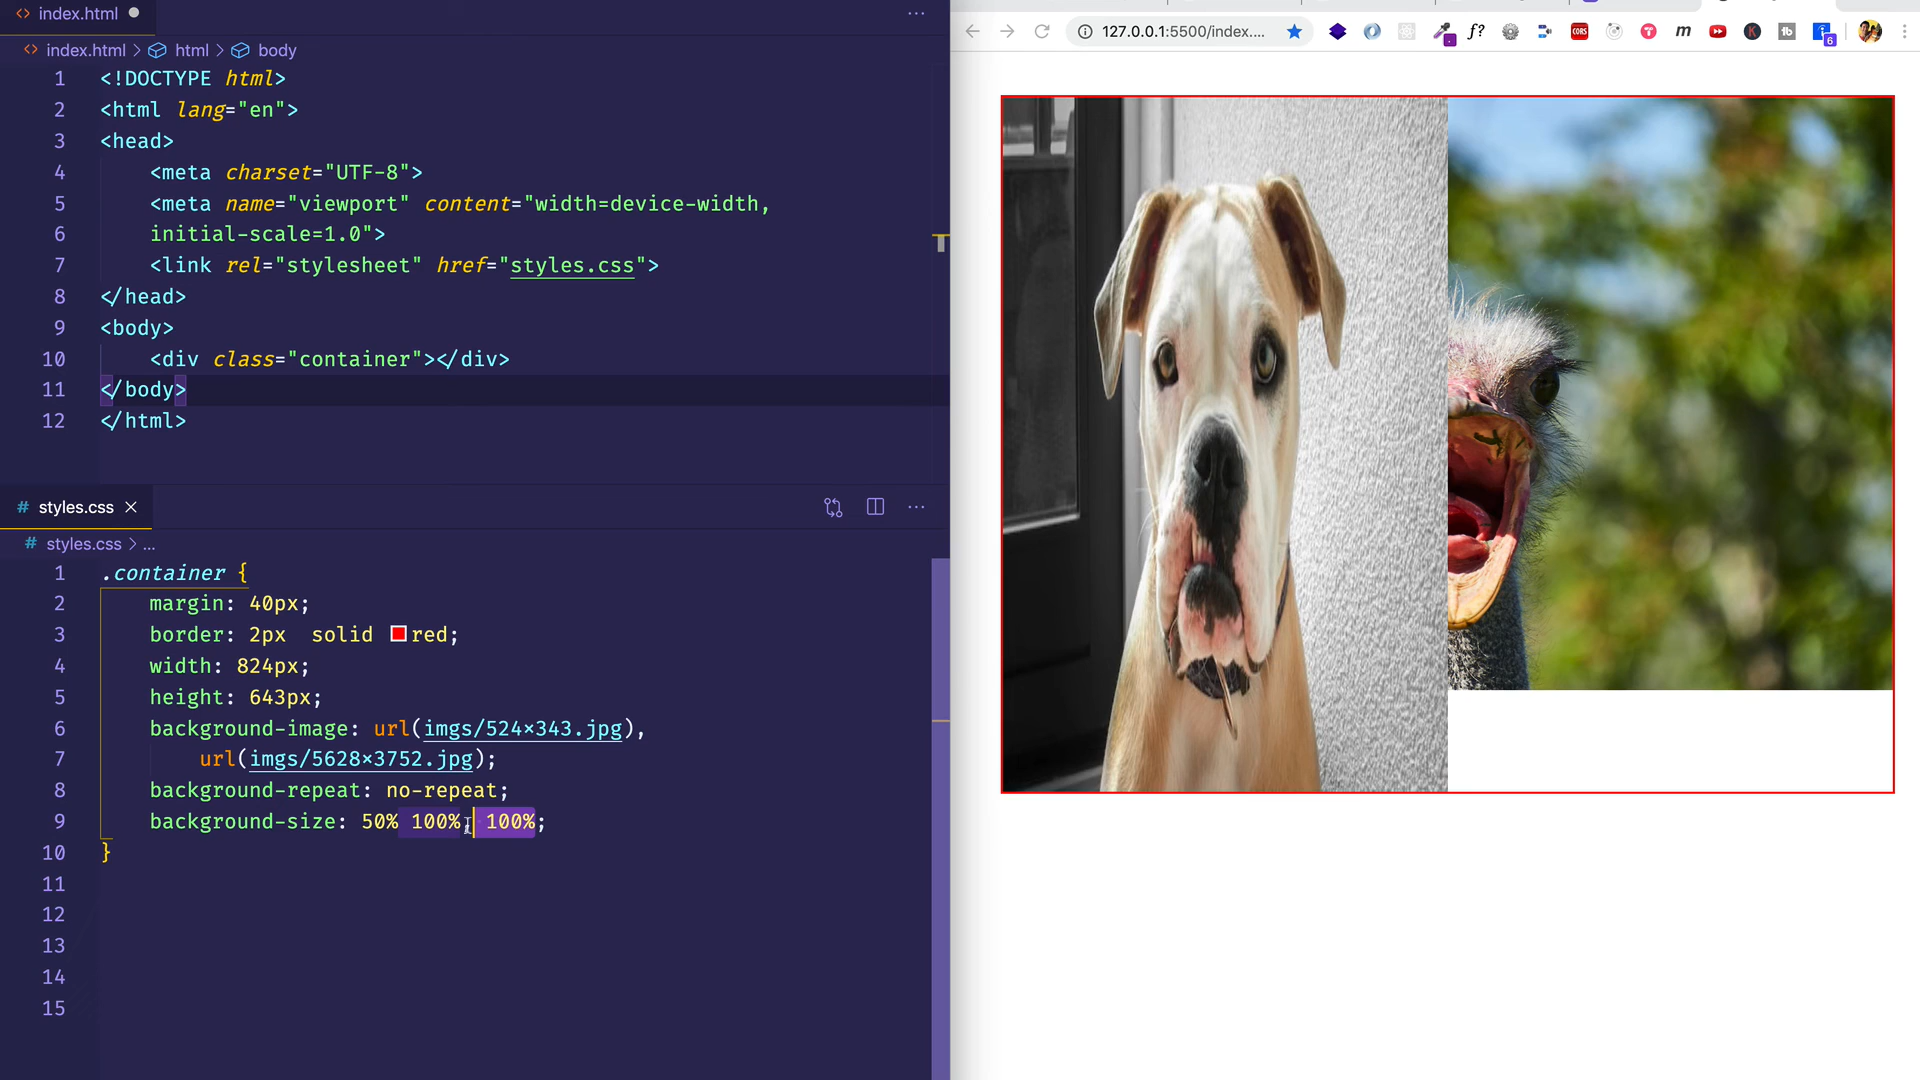 index.html
index.html > html > body
1 <!DOCTYPE html>
2 <html lang="en">
3 <head>
4 <meta charset="UTF-8">
5 <meta name="viewport" content="width=device-width,
6 initial-scale=1.0">
7 <link rel="stylesheet" href="styles.css">
8 </head>
9 <body>
10 <div class="container"></div>
11 </body>
12 </html>
# styles.css
# styles.css > ...
1 .container {
2 margin: 40px;
3 border: 2px  solid red;
4 width: 824px;
5 height: 643px;
6 background-image: url(imgs/524×343.jpg),
7 url(imgs/5628×3752.jpg);
8 background-repeat: no-repeat;
9 background-size: 50% 100%, 100%;
10 }
11
12
13
14
15
127.0.0.1:5500/index....
f?
CORS
T
m
K
tb
6